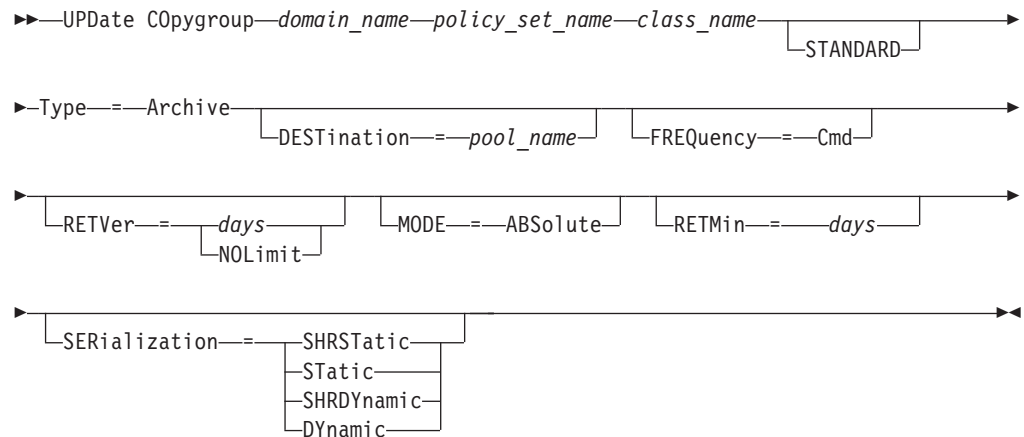 UPDate COpygroup domain_name policy_set_name class_name
STANDARD
Type = Archive
DESTination = pool_name
FREQuency = Cmd
RETVer = days
NOLimit
MODE = ABSolute
RETMin = days
SERialization = SHRSTatic
STatic
SHRDYnamic
DYnamic